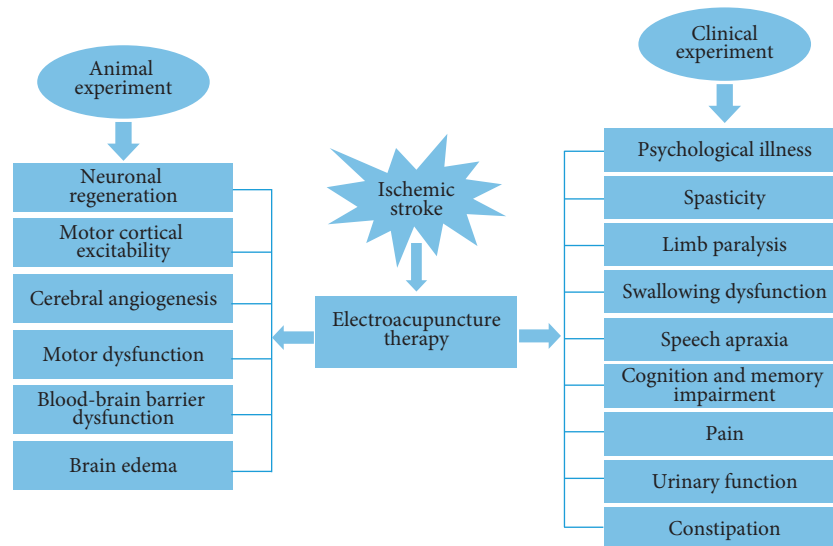 Animal
experiment
Neuronal
regeneration
Motor cortical
excitability
Cerebral angiogenesis
Motor dysfunction
Blood-brain barrier
dysfunction
Brain edema
Ischemic
stroke
Electroacupuncture
therapy
Clinical
experiment
Psychological illness
Spasticity
Limb paralysis
Swallowing dysfunction
Speech apraxia
Cognition and memory
impairment
Pain
Urinary function
Constipation